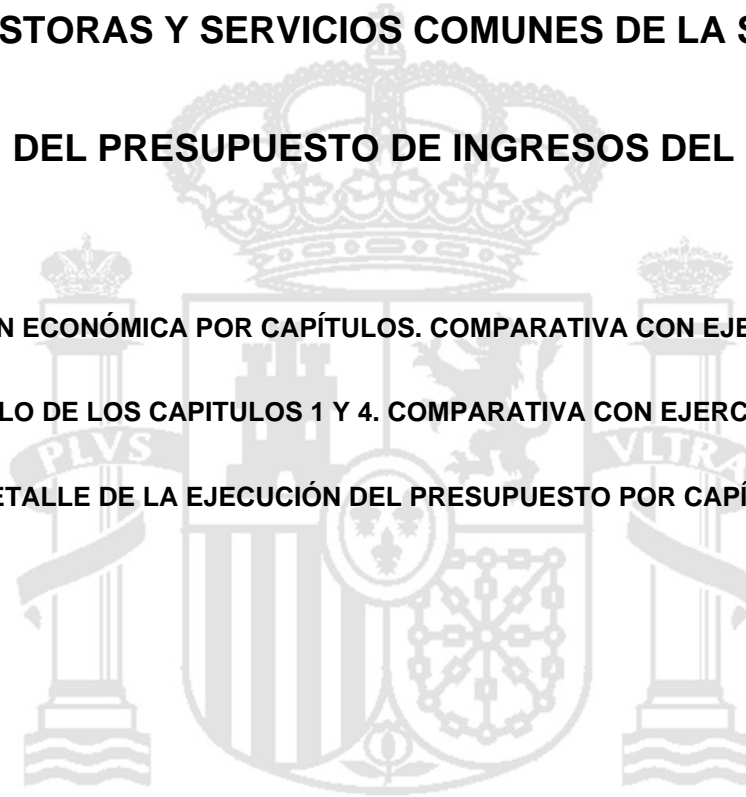 STORAS Y SERVICIOS COMUNES DE LA S
DEL PRESUPUESTO DE INGRESOS DEL
N ECONÓMICA POR CAPÍTULOS. COMPARATIVA CON EJE
LO DE LOS CAPITULOS 1 Y 4. COMPARATIVA CON EJERC
ETALLE DE LA EJECUCIÓN DEL PRESUPUESTO POR CAPÍ
PLVS
VLTRA